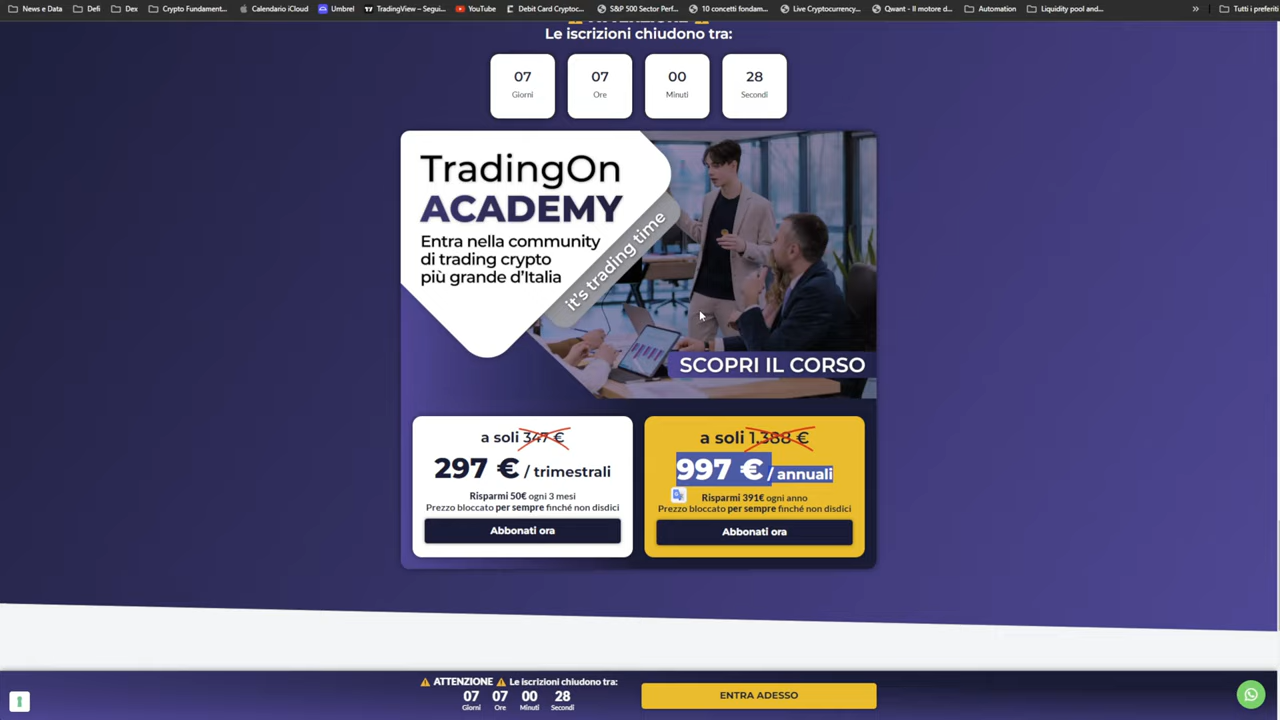 News e Data
Defi
Dex
Crypto Fundament...
Calendario iCloud
Umbrel
TradingView – Segui...
YouTube
Debit Card Cryptoc...
S&P 500 Sector Perf...
10 concetti fondam...
Live Cryptocurrency...
Qwant - Il motore d...
Automation
Liquidity pool and...
»
Tutti i preferiti
Le iscrizioni chiudono tra:
07 07 00 28
Giorni Ore Minuti Secondi
TradingOn
ACADEMY
Entra nella community
di trading crypto
più grande d'Italia
it's trading time
SCOPRI IL CORSO
a soli 347 €
297 € / trimestrali
Risparmi 50€ ogni 3 mesi
Prezzo bloccato per sempre finché non disdici
Abbonati ora
a soli 1.388 €
997 € / annuali
Risparmi 391€ ogni anno
Prezzo bloccato per sempre finché non disdici
Abbonati ora
ATTENZIONE Le iscrizioni chiudono tra:
07 07 00 28
Giorni Ore Minuti Secondi
ENTRA ADESSO